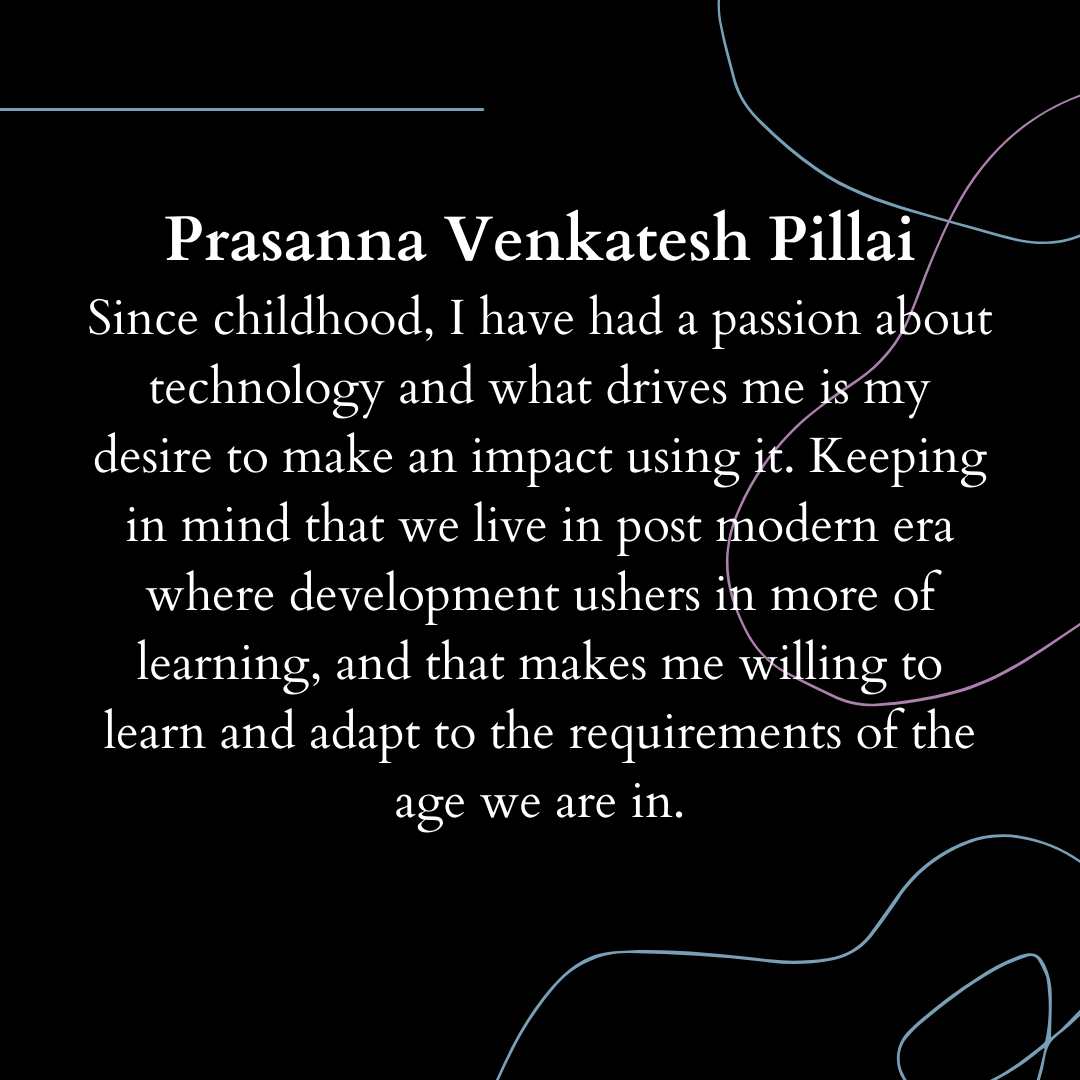 Prasanna Venkatesh Pillai
Since childhood, I have had a passion about
technology and what drives me is my
desire to make an impact using it. Keeping
in mind that we live in post modern era
where development ushers in more of
learning, and that makes me willing to
learn and adapt to the requirements of the
age we are in.